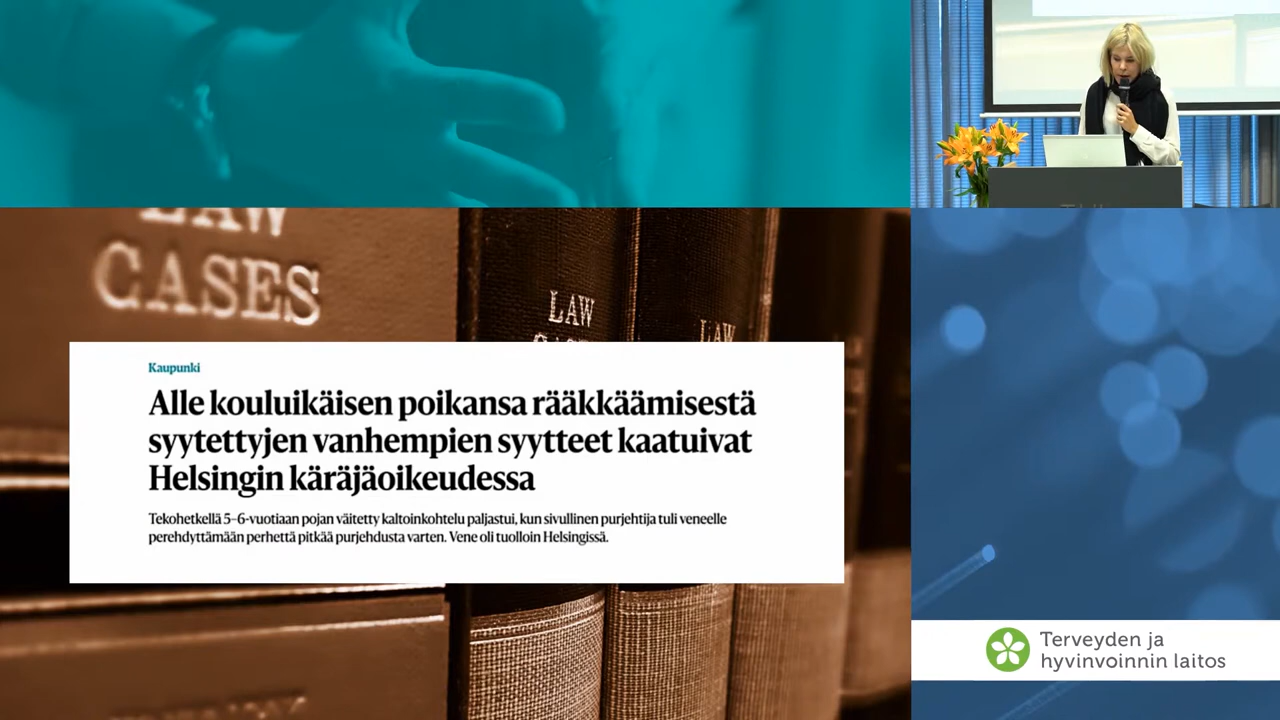 LAW
CASES
LAW
LAW
Kaupunki
Alle kouluikäisen poikansa rääkkäämisestä
syytettyjen vanhempien syytteet kaatuivat
Helsingin käräjäoikeudessa
Tekohetkellä 5–6-vuotiaan pojan väitetty kaltoinkohtelu paljastui, kun sivullinen purjehtija tuli veneelle
perehdyttämään perhettä pitkää purjehdusta varten. Vene oli tuolloin Helsingissä.
Terveyden ja
hyvinvoinnin laitos